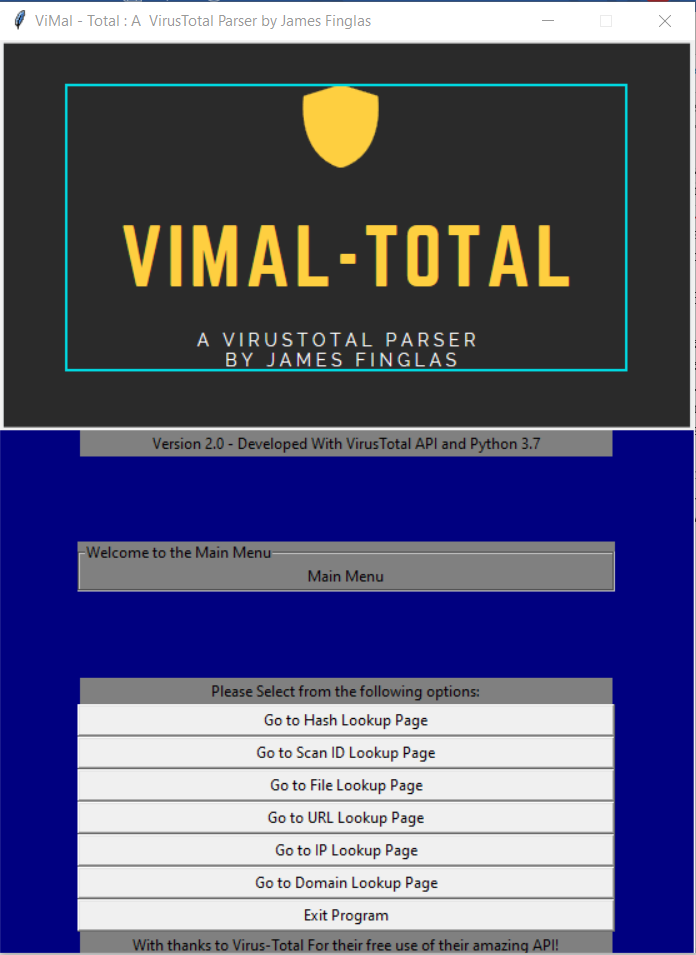 ViMal - Total : A  VirusTotal Parser by James Finglas
VIMAL-TOTAL
A VIRUSTOTAL PARSER
BY JAMES FINGLAS
Version 2.0 - Developed With VirusTotal API and Python 3.7
Welcome to the Main Menu
Main Menu
Please Select from the following options:
Go to Hash Lookup Page
Go to Scan ID Lookup Page
Go to File Lookup Page
Go to URL Lookup Page
Go to IP Lookup Page
Go to Domain Lookup Page
Exit Program
With thanks to Virus-Total For their free use of their amazing API!